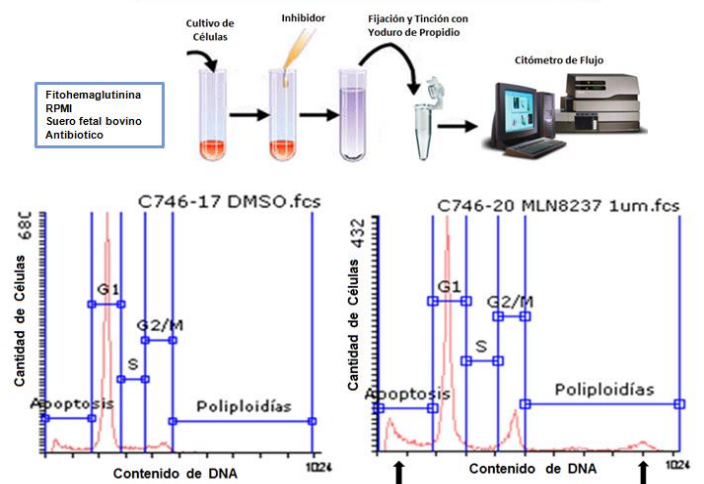 Cultivo de
Células
Inhibidor
Fijación y Tinción con
Yoduro de Propidio
Citómetro de Flujo
Fitohemaglutinina
RPMI
Suero fetal bovino
Antibiotico
C746-17 DMSO.fcs
680
Cantidad de Células
G1
G2/M
S
Apoptosis
Poliploidías
Contenido de DNA
1024
C746-20 MLN8237 1um.fcs
432
Cantidad de Células
G1
G2/M
S
Apoptosis
Poliploidías
Contenido de DNA
1024